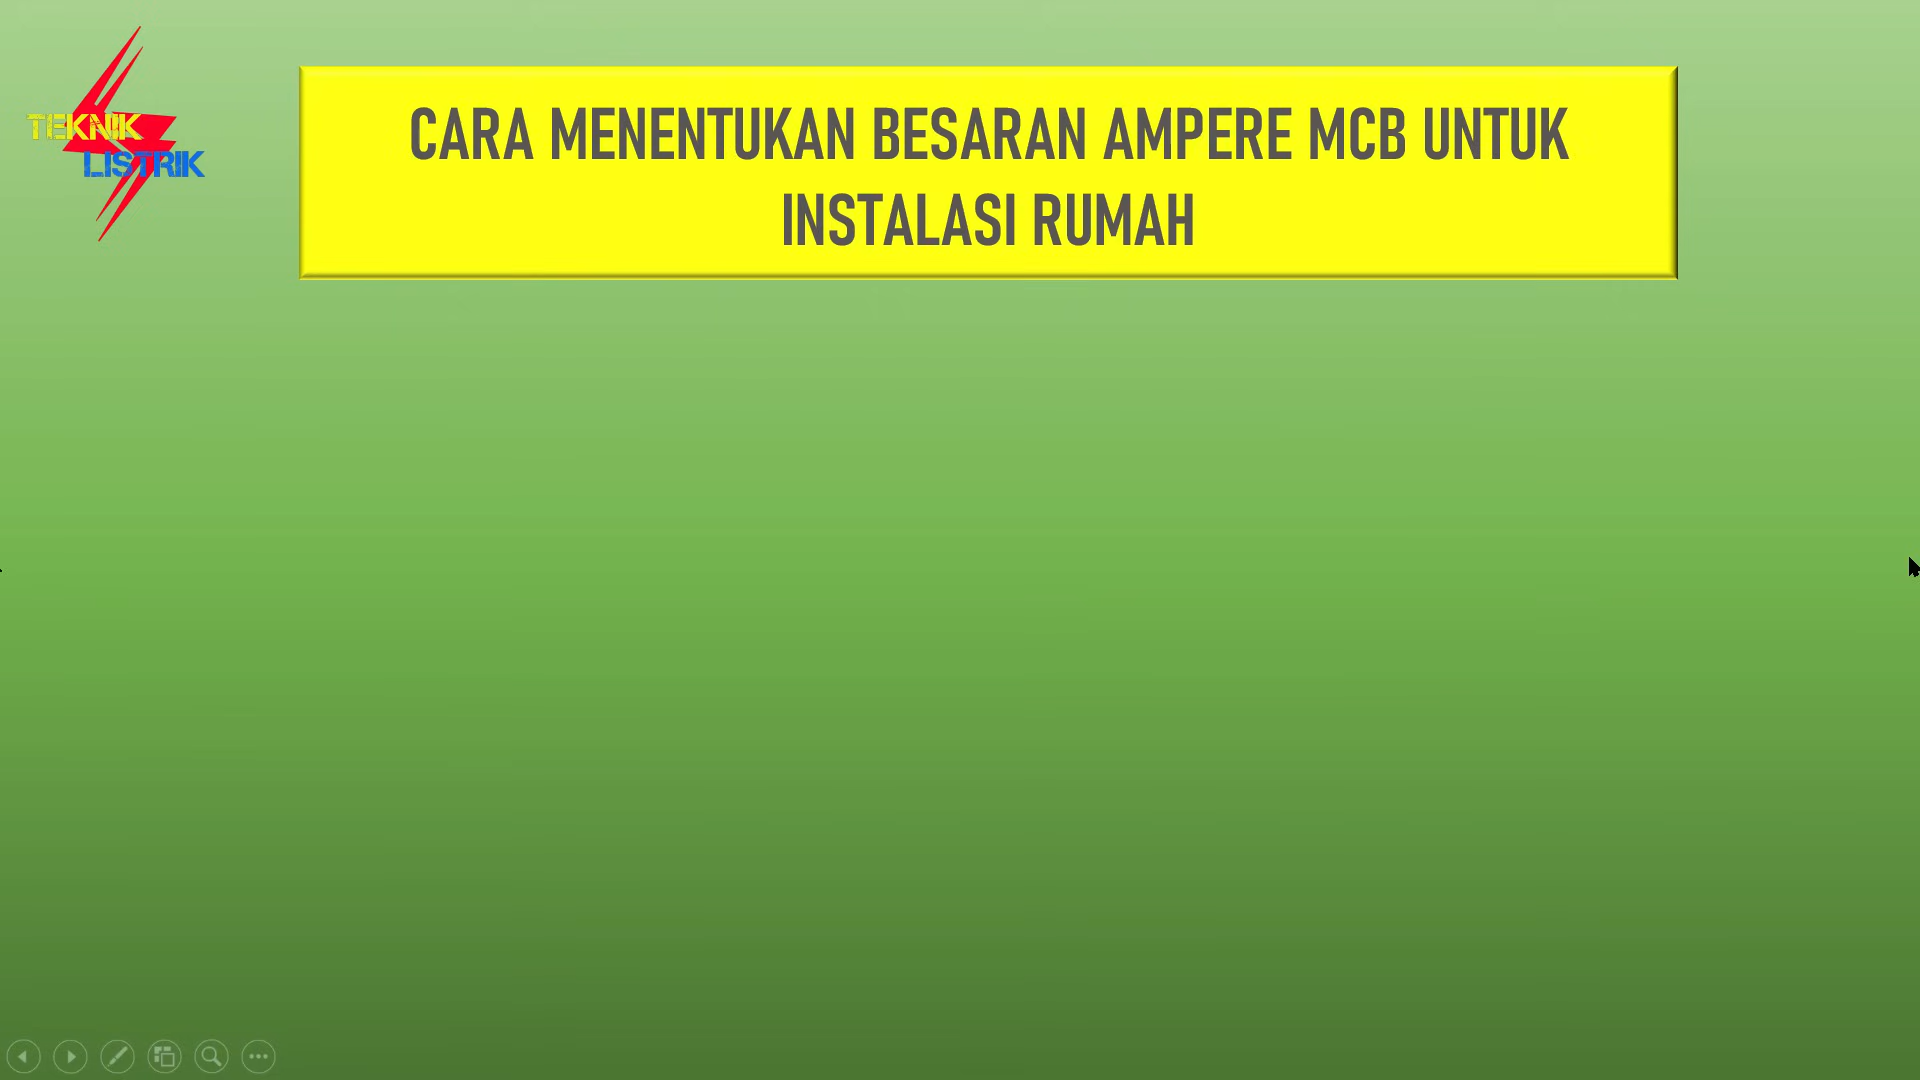 TEKNIK
LISTRIK
CARA MENENTUKAN BESARAN AMPERE MCB UNTUK
INSTALASI RUMAH